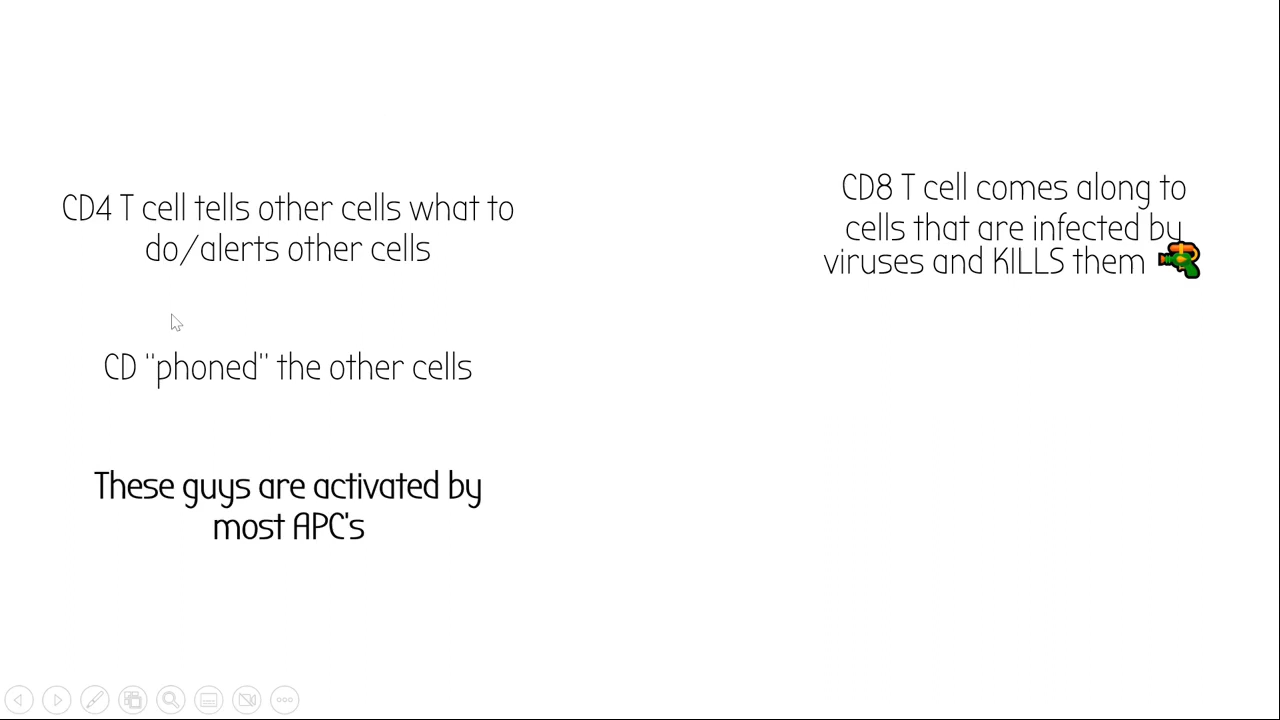 CD4 T cell tells other cells what to
do/alerts other cells
CD "phoned" the other cells
These guys are activated by
most APC's
CD8 T cell comes along to
cells that are infected by
viruses and KILLS them